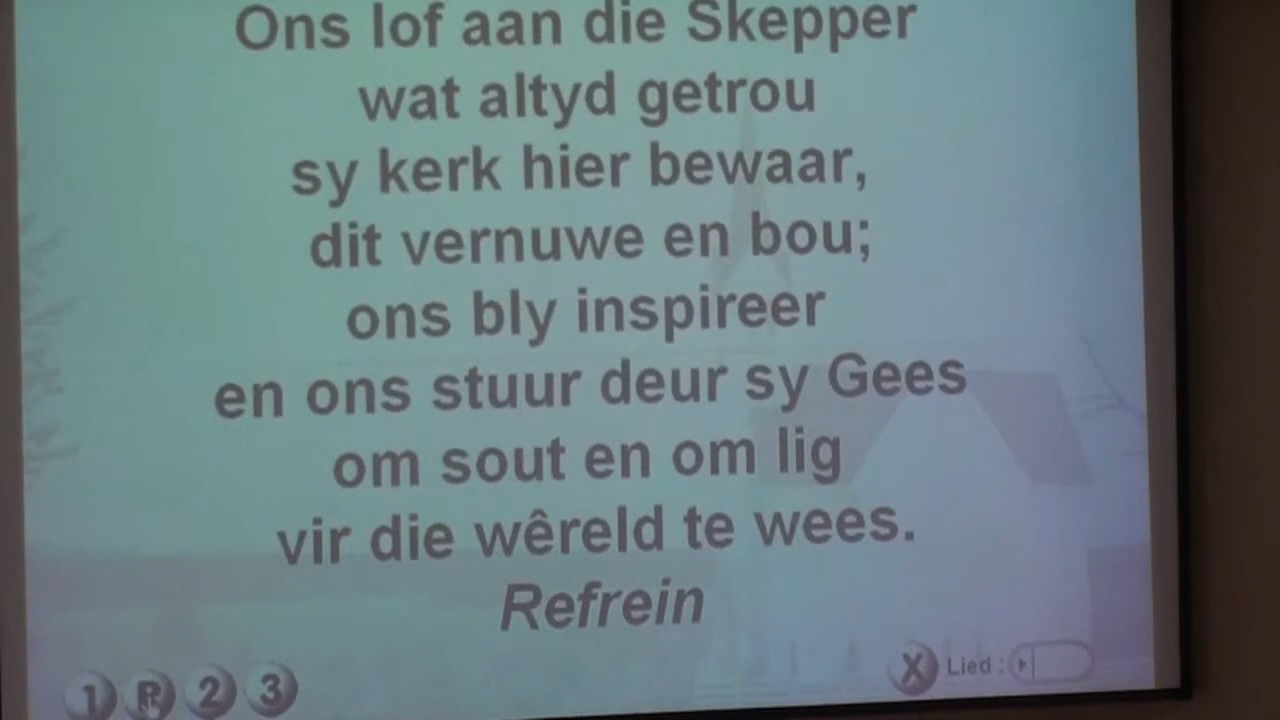 Ons lof aan die Skepper
wat altyd getrou
sy kerk hier bewaar,
dit vernuwe en bou;
ons bly inspireer
en ons stuur deur sy Gees
om sout en om lig
vir die wêreld te wees.
Refrein
1 R 2 3
X Lied :